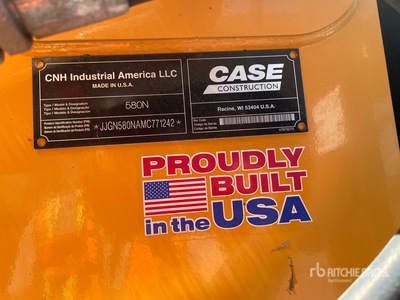 CNH Industrial America LLC
MADE IN U.S.A.
580N
*JJGN580NAMC771242*
CASE
CONSTRUCTION
Racine, WI 53404 U.S.A.
PROUDLY
BUILT
in the USA
rb RITCHIE BROS.